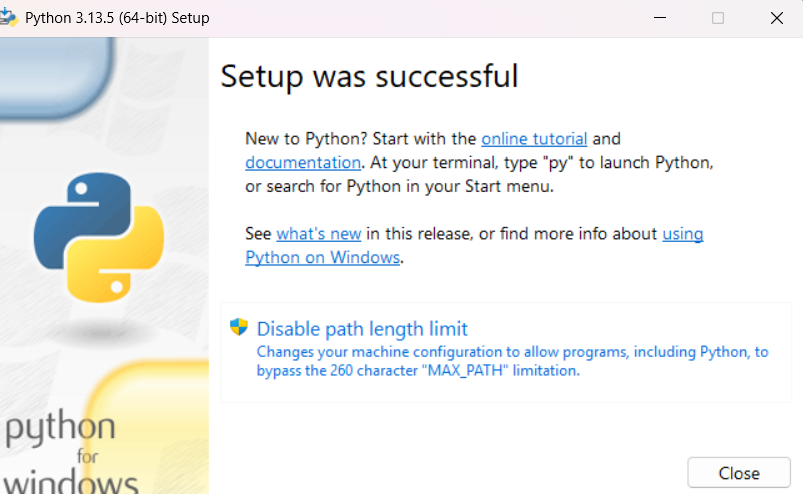 Python 3.13.5 (64-bit) Setup
Setup was successful
New to Python? Start with the online tutorial and
documentation. At your terminal, type "py" to launch Python,
or search for Python in your Start menu.
See what's new in this release, or find more info about using
Python on Windows.
Disable path length limit
Changes your machine configuration to allow programs, including Python, to
bypass the 260 character "MAX_PATH" limitation.
python
for
windows
Close